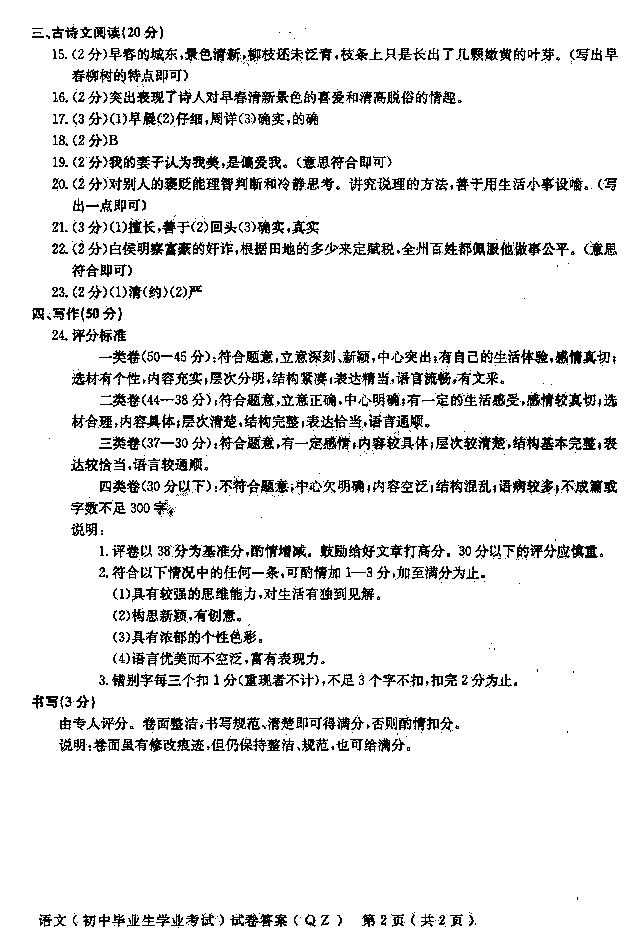 三、古诗文阅读(20分)
15.(2分)早春的城东,景色清新,柳枝还未泛青,枝条上只是长出了几颗嫩黄的叶芽。(写出早
春柳树的特点即可)
16.(2分)突出表现了诗人对早春清新景色的喜爱和清高脱俗的情趣。
17.(3分)(1)早晨(2)仔细,周详(3)确实,的确
18.(2分)B
19.(2分)我的妻子认为我美,是偏爱我。(意思符合即可)
20.(2分)对别人的褒贬能理智判断和冷静思考。讲究说理的方法,善于用生活小事设喻。(写
出一点即可)
21.(3分)(1)擅长,善于(2)回头(3)确实,真实
22.(2分)白侯明察富豪的奸诈,根据田地的多少来定赋税,全州百姓都佩服他做事公平。(意思
符合即可)
23.(2分)(1)清(约)(2)严
四、写作(50分)
24.评分标准
一类卷(50—45分):符合题意,立意深刻、新颖,中心突出;有自己的生活体验,感情真切;
选材有个性,内容充实;层次分明,结构紧凑;表达精当,语言流畅,有文采。
二类卷(44—38分):符合题意,立意正确,中心明确;有一定的生活感受,感情较真切;选
材合理,内容具体;层次清楚,结构完整;表达恰当,语言通顺。
三类卷(37—30分):符合题意,有一定感情;内容较具体;层次较清楚,结构基本完整;表
达较恰当,语言较通顺。
四类卷(30分以下):不符合题意;中心欠明确;内容空泛;结构混乱;语病较多;不成篇或
字数不足300字。
说明:
1.评卷以38分为基准分,酌情增减。鼓励给好文章打高分。30分以下的评分应慎重。
2.符合以下情况中的任何一条,可酌情加1—3分,加至满分为止。
(1)具有较强的思维能力,对生活有独到见解。
(2)构思新颖,有创意。
(3)具有浓郁的个性色彩。
(4)语言优美而不空泛,富有表现力。
3.错别字每三个扣1分(重现者不计),不足3个字不扣,扣完2分为止。
书写(3分)
由专人评分。卷面整洁,书写规范、清楚即可得满分,否则酌情扣分。
说明:卷面虽有修改痕迹,但仍保持整洁、规范,也可给满分。
语文(初中毕业生学业考试)试卷答案(QZ) 第2页(共2页)